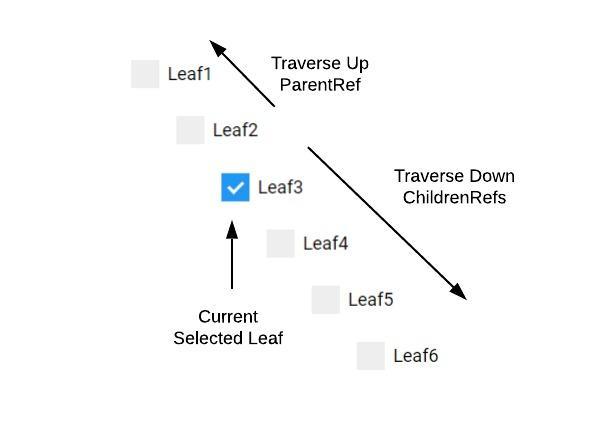 Traverse Up
ParentRef
Leaf1
Leaf2
Traverse Down
ChildrenRefs
Leaf3
Leaf4
Leaf5
Current
Selected Leaf
Leaf6